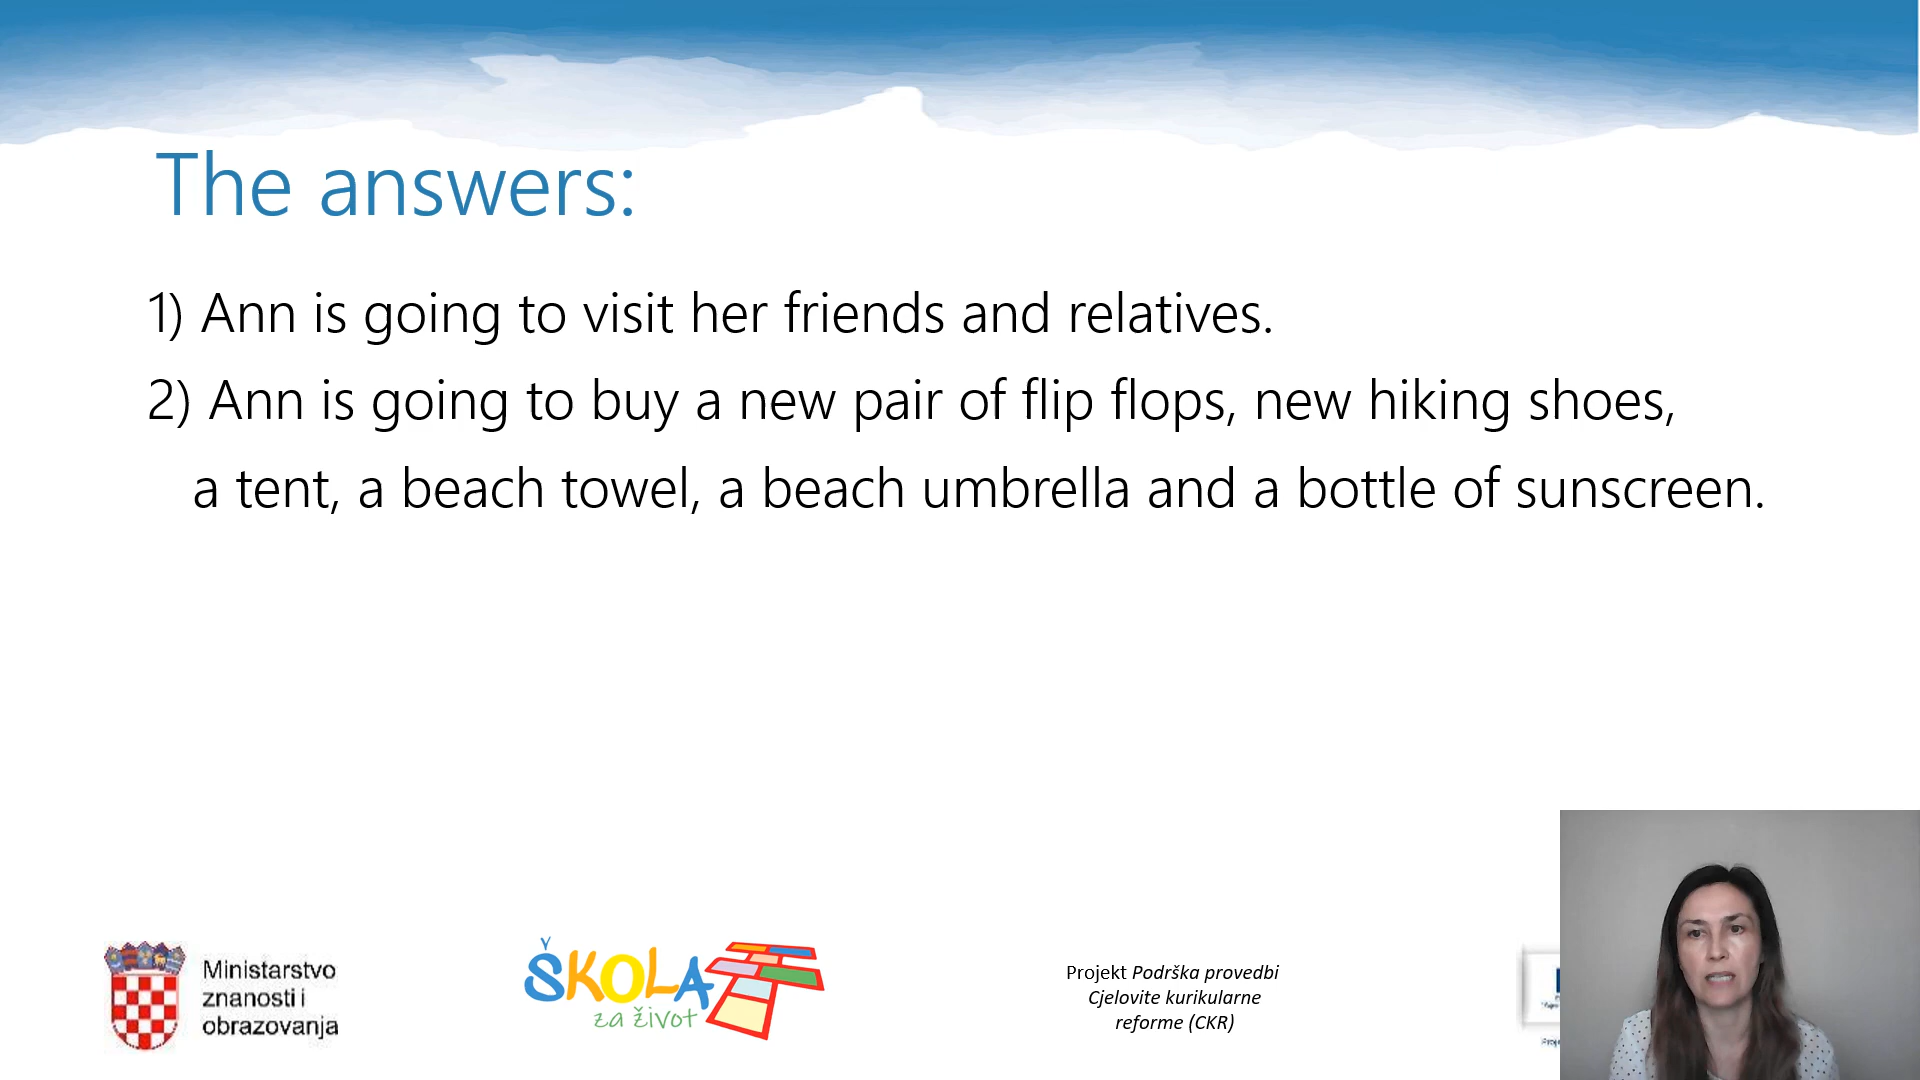 The answers:
1) Ann is going to visit her friends and relatives.
2) Ann is going to buy a new pair of flip flops, new hiking shoes,
a tent, a beach towel, a beach umbrella and a bottle of sunscreen.
Ministarstvo
znanosti i
obrazovanja
ŠKOLA
za život
Projekt Podrška provedbi
Cjelovite kurikularne
reforme (CKR)